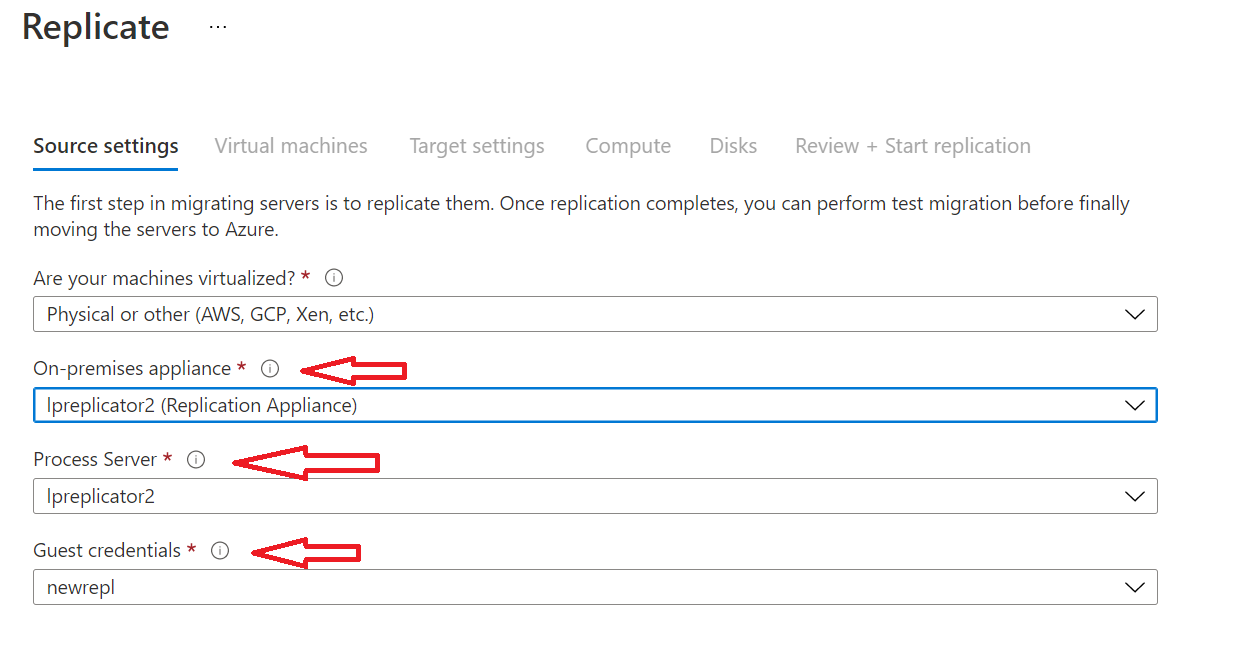 Replicate ...
Source settings Virtual machines Target settings Compute Disks Review + Start replication
The first step in migrating servers is to replicate them. Once replication completes, you can perform test migration before finally
moving the servers to Azure.
Are your machines virtualized? *
Physical or other (AWS, GCP, Xen, etc.)
On-premises appliance *
lpreplicator2 (Replication Appliance)
Process Server *
lpreplicator2
Guest credentials *
newrepl